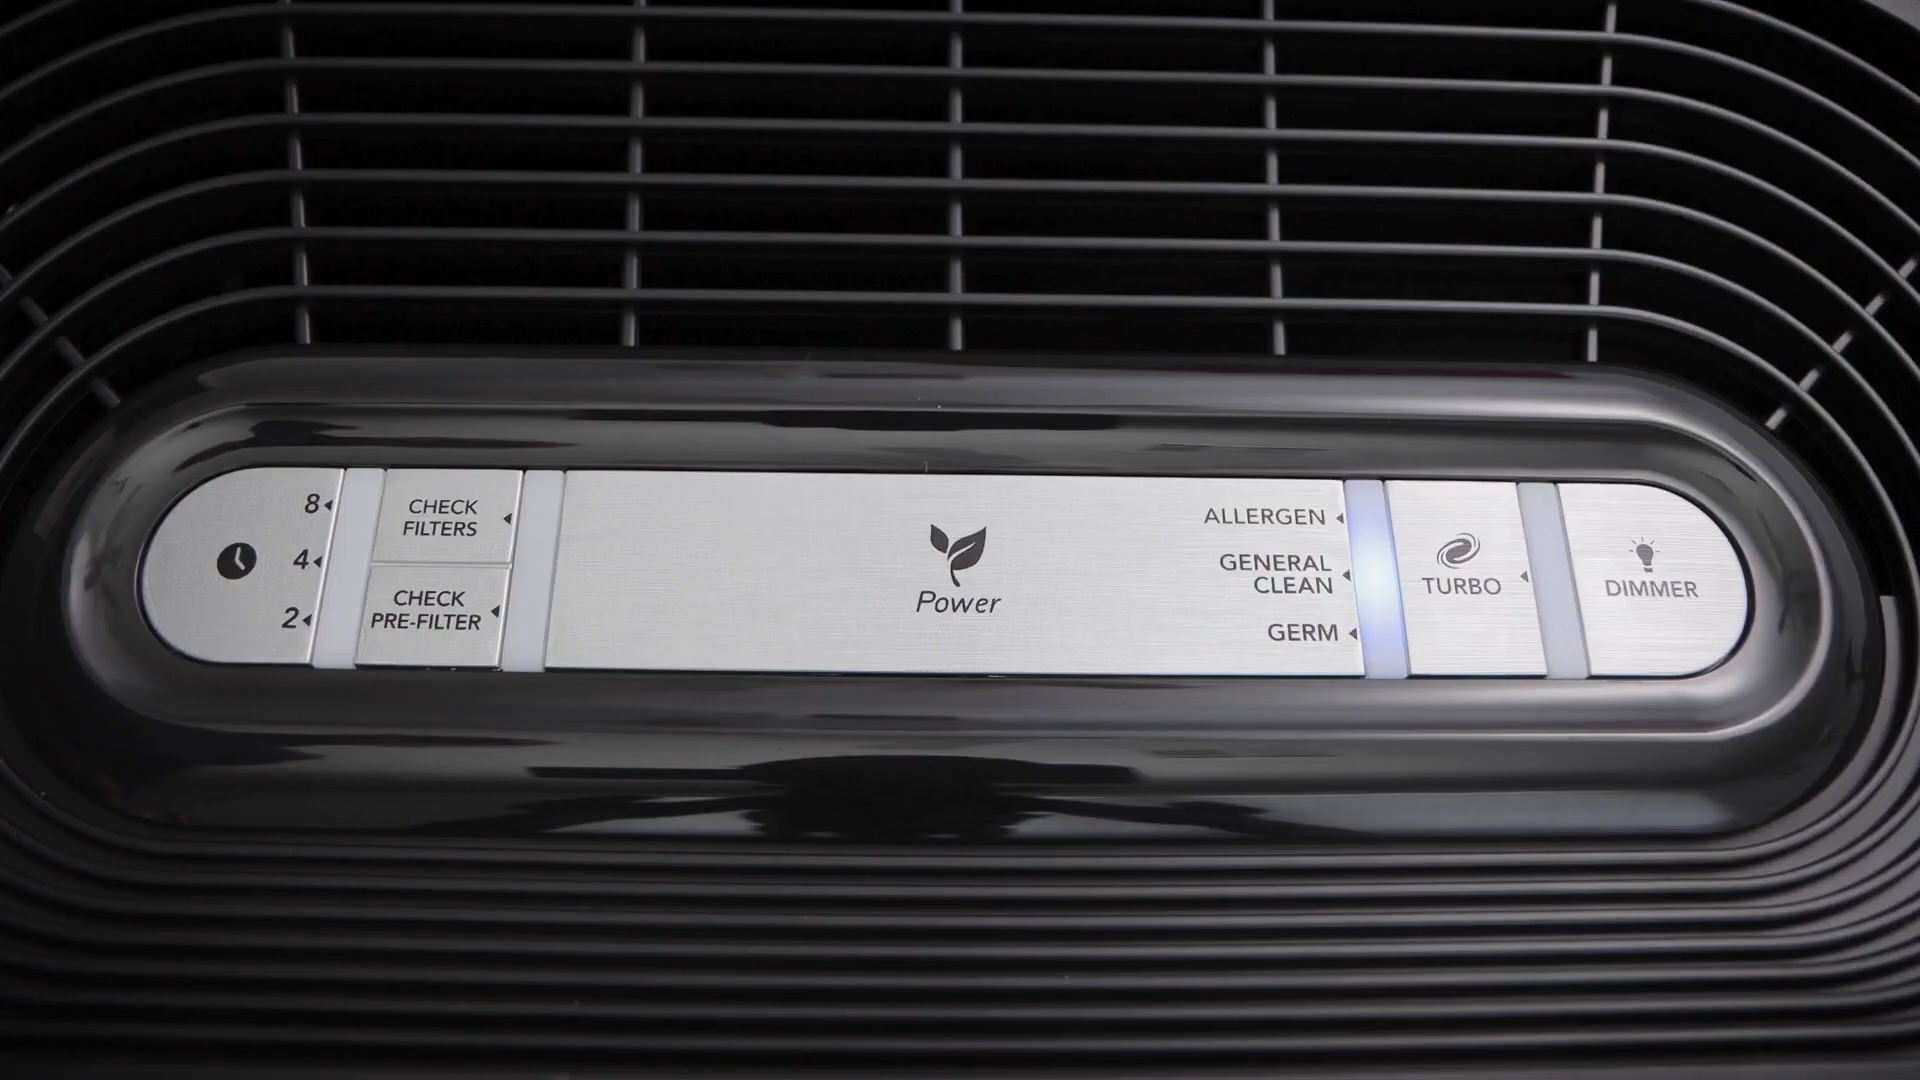 8
4
2
CHECK
FILTERS
CHECK
PRE-FILTER
Power
ALLERGEN
GENERAL
CLEAN
GERM
TURBO
DIMMER